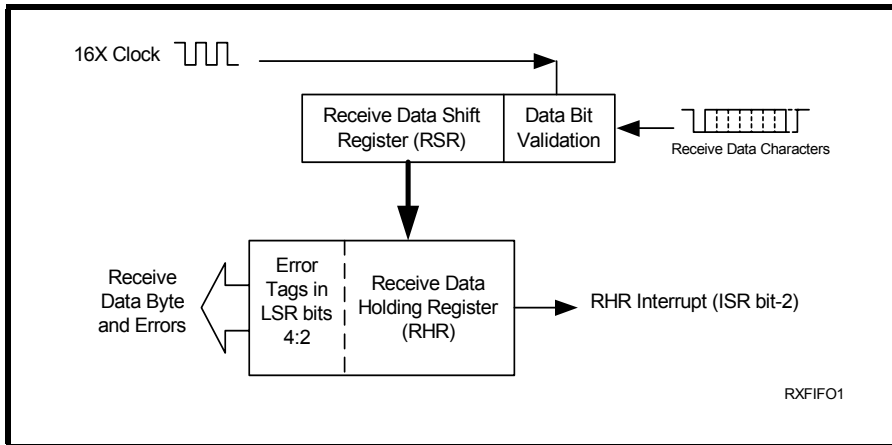 16X Clock
Receive Data Shift
Register (RSR)
Data Bit
Validation
Receive Data Characters
Receive
Data Byte
and Errors
Error
Tags in
LSR bits
4:2
Receive Data
Holding Register
(RHR)
RHR Interrupt (ISR bit-2)
RXFIFO1